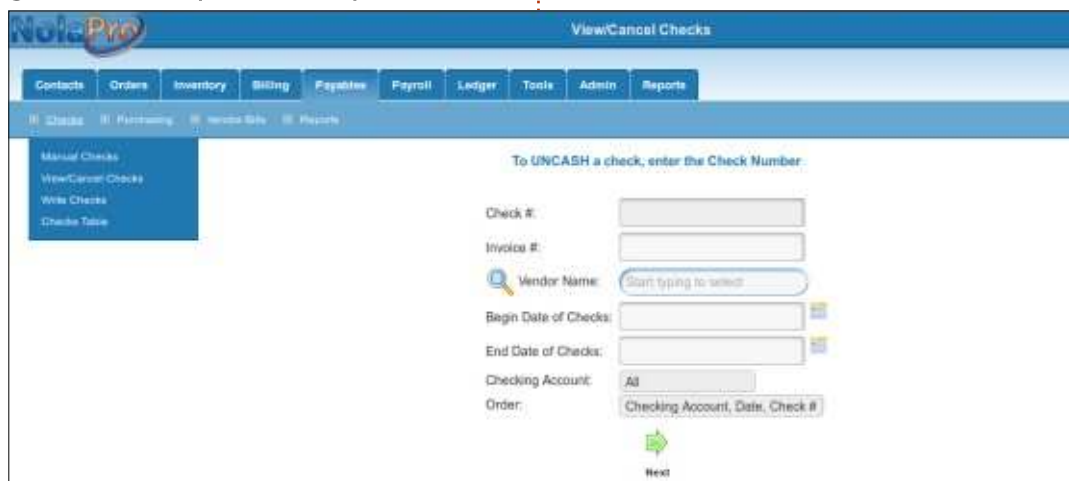 NolaPro
View/Cancel Checks
Contacts Orders Inventory Billing Payables Payroll Ledger Tools Admin Reports
Checks Purchasing Vendor Bills Reports
Manual Checks
View/Cancel Checks
Write Checks
Checks Table
To UNCASH a check, enter the Check Number
Check #:
Invoice #:
Vendor Name: Start typing to select
Begin Date of Checks:
End Date of Checks:
Checking Account: All
Order: Checking Account, Date, Check #
Next